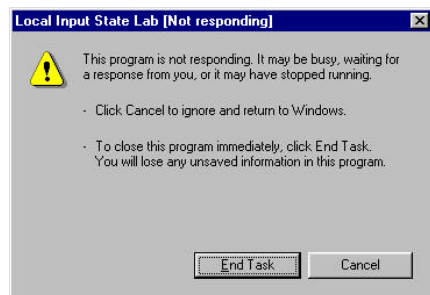 Local Input State Lab [Not responding]
This program is not responding. It may be busy, waiting for
a response from you, or it may have stopped running.
· Click Cancel to ignore and return to Windows.
· To close this program immediately, click End Task.
You will lose any unsaved information in this program.
End Task Cancel